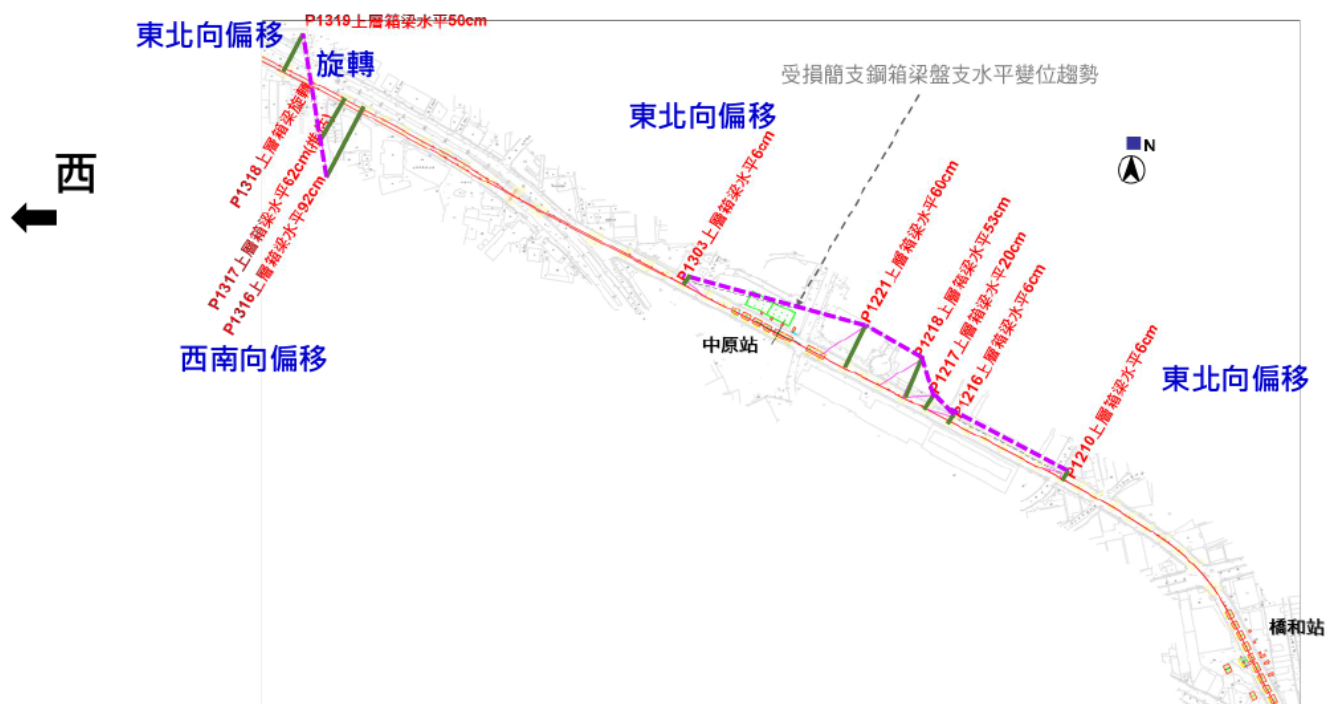 P1319上層箱梁水平50cm
東北向偏移
旋轉
受損簡支鋼箱梁盤支水平變位趨勢
東北向偏移
N
西
P1318上層箱梁旋轉
P1317上層箱梁水平62cm(推估)
P1316上層箱梁水平92cm
西南向偏移
P1303上層箱梁水平6cm
中原站
P1221上層箱梁水平60cm
P1218上層箱梁水平53cm
P1217上層箱梁水平20cm
P1216上層箱梁水平6cm
P1210上層箱梁水平6cm
東北向偏移
橋和站